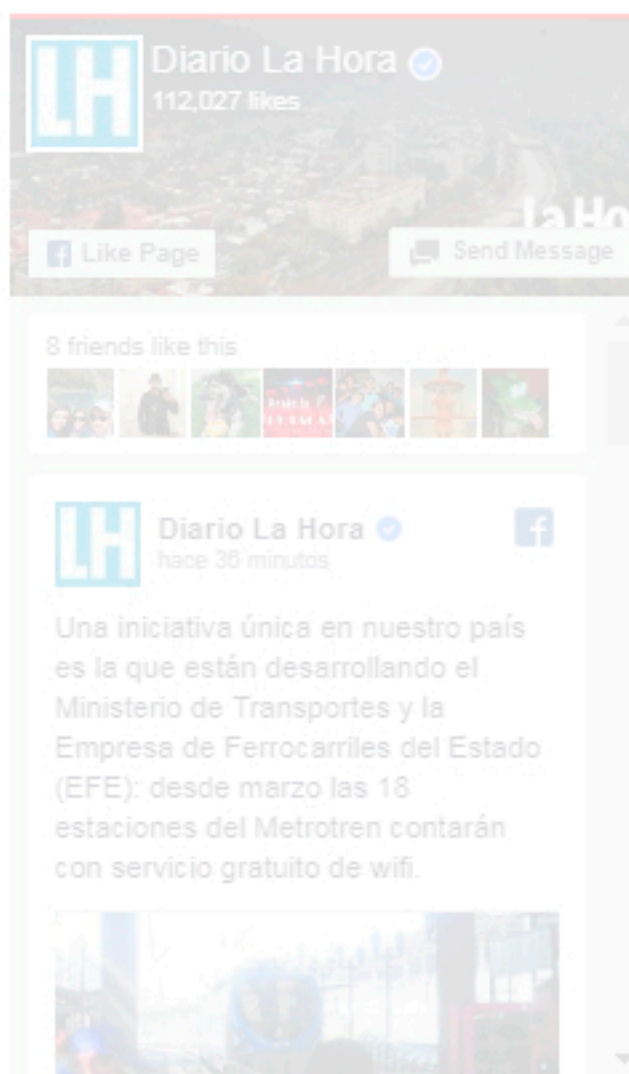 LH
Diario La Hora
112,027 likes
la Ho
Like Page
Send Message
8 friends like this
LH
Diario La Hora
hace 36 minutos
Una iniciativa única en nuestro país
es la que están desarrollando el
Ministerio de Transportes y la
Empresa de Ferrocarriles del Estado
(EFE): desde marzo las 18
estaciones del Metrotren contarán
con servicio gratuito de wifi.